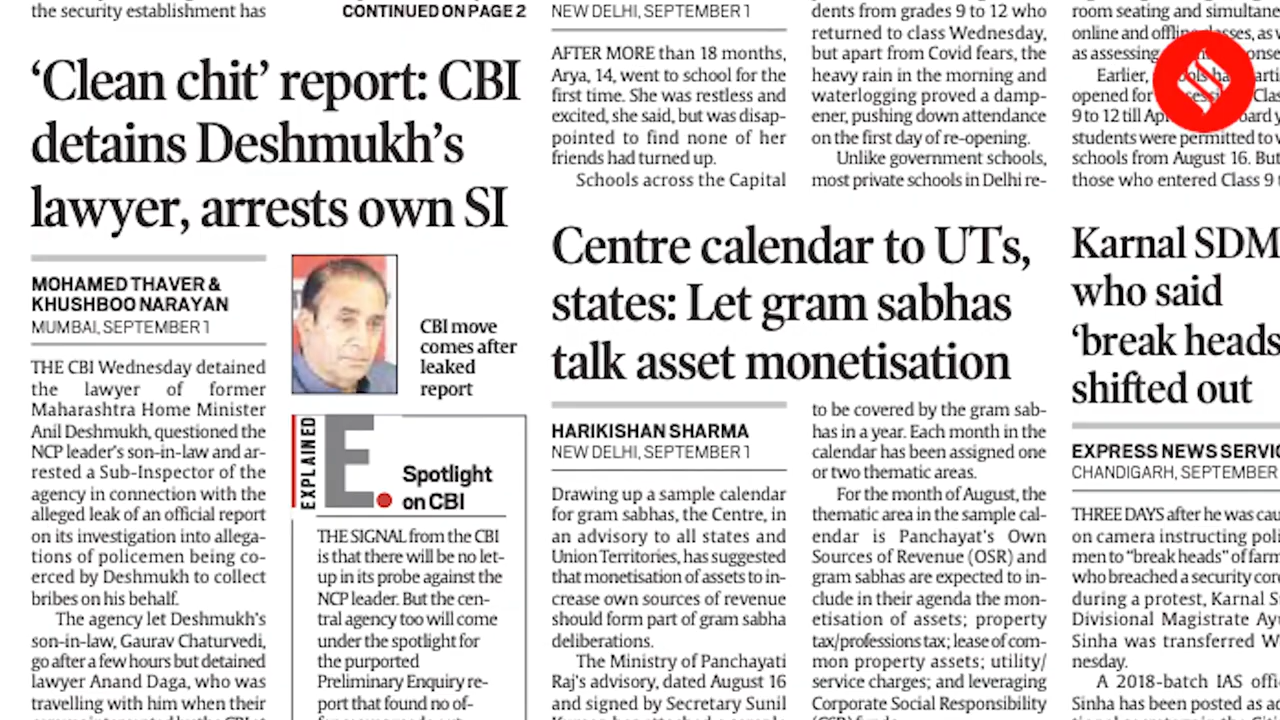 the security establishment has
CONTINUED ON PAGE 2
‘Clean chit’ report: CBI
detains Deshmukh’s
lawyer, arrests own SI
MOHAMED THAVER &
KHUSHBOO NARAYAN
MUMBAI, SEPTEMBER 1
THE CBI Wednesday detained
the lawyer of former
Maharashtra Home Minister
Anil Deshmukh, questioned the
NCP leader’s son-in-law and ar-
rested a Sub-Inspector of the
agency in connection with the
alleged leak of an official report
on its investigation into allega-
tions of policemen being co-
erced by Deshmukh to collect
bribes on his behalf.
The agency let Deshmukh’s
son-in-law, Gaurav Chaturvedi,
go after a few hours but detained
lawyer Anand Daga, who was
travelling with him when their
CBI move
comes after
leaked
report
EXPLAINED
E.
Spotlight
on CBI
THE SIGNAL from the CBI
is that there will be no let-
up in its probe against the
NCP leader. But the cen-
tral agency too will come
under the spotlight for
the purported
Preliminary Enquiry re-
port that found no of-
NEW DELHI, SEPTEMBER 1
AFTER MORE than 18 months,
Arya, 14, went to school for the
first time. She was restless and
excited, she said, but was disap-
pointed to find none of her
friends had turned up.
Schools across the Capital
dents from grades 9 to 12 who
returned to class Wednesday,
but apart from Covid fears, the
heavy rain in the morning and
waterlogging proved a damp-
ener, pushing down attendance
on the first day of re-opening.
Unlike government schools,
most private schools in Delhi re-
room seating and simultane
online and offline classes, as w
as assessing
Earlier,
opened for
9 to 12 till
students were permitted to v
schools from August 16. But
those who entered Class 9 t
Centre calendar to UTs,
states: Let gram sabhas
talk asset monetisation
HARIKISHAN SHARMA
NEW DELHI, SEPTEMBER 1
Drawing up a sample calendar
for gram sabhas, the Centre, in
an advisory to all states and
Union Territories, has suggested
that monetisation of assets to in-
crease own sources of revenue
should form part of gram sabha
deliberations.
The Ministry of Panchayati
Raj’s advisory, dated August 16
and signed by Secretary Sunil
to be covered by the gram sab-
has in a year. Each month in the
calendar has been assigned one
or two thematic areas.
For the month of August, the
thematic area in the sample cal-
endar is Panchayat’s Own
Sources of Revenue (OSR) and
gram sabhas are expected to in-
clude in their agenda the mon-
etisation of assets; property
tax/professions tax; lease of com-
mon property assets; utility/
service charges; and leveraging
Corporate Social Responsibility
Karnal SDM
who said
‘break heads
shifted out
EXPRESS NEWS SERVIC
CHANDIGARH, SEPTEMBER
THREE DAYS after he was cau
on camera instructing poli
men to “break heads” of farm
who breached a security cor
during a protest, Karnal S
Divisional Magistrate Ay
Sinha was transferred W
nesday.
A 2018-batch IAS offi
Sinha has been posted as a